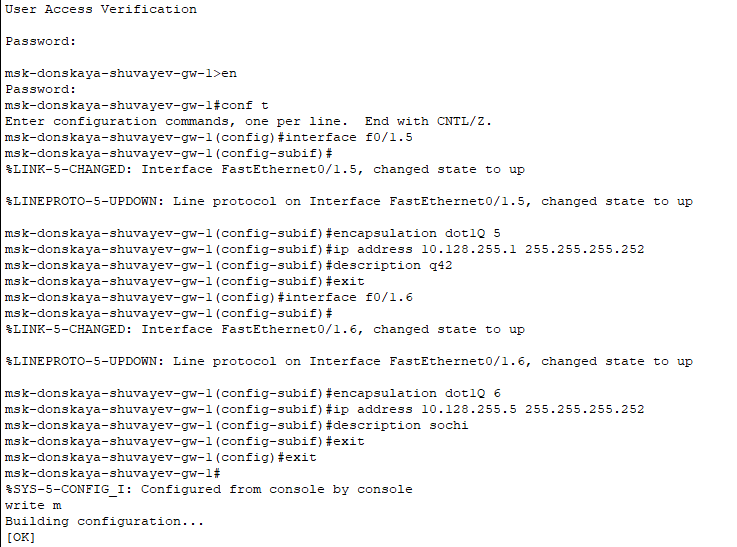 User Access Verification
Password:
msk-donskaya-shuvayev-gw-1>en
Password:
msk-donskaya-shuvayev-gw-1#conf t
Enter configuration commands, one per line.  End with CNTL/Z.
msk-donskaya-shuvayev-gw-1(config)#interface f0/1.5
msk-donskaya-shuvayev-gw-1(config-subif)#
%LINK-5-CHANGED: Interface FastEthernet0/1.5, changed state to up
%LINEPROTO-5-UPDOWN: Line protocol on Interface FastEthernet0/1.5, changed state to up
msk-donskaya-shuvayev-gw-1(config-subif)#encapsulation dot1Q 5
msk-donskaya-shuvayev-gw-1(config-subif)#ip address 10.128.255.1 255.255.255.252
msk-donskaya-shuvayev-gw-1(config-subif)#description q42
msk-donskaya-shuvayev-gw-1(config-subif)#exit
msk-donskaya-shuvayev-gw-1(config)#interface f0/1.6
msk-donskaya-shuvayev-gw-1(config-subif)#
%LINK-5-CHANGED: Interface FastEthernet0/1.6, changed state to up
%LINEPROTO-5-UPDOWN: Line protocol on Interface FastEthernet0/1.6, changed state to up
msk-donskaya-shuvayev-gw-1(config-subif)#encapsulation dot1Q 6
msk-donskaya-shuvayev-gw-1(config-subif)#ip address 10.128.255.5 255.255.255.252
msk-donskaya-shuvayev-gw-1(config-subif)#description sochi
msk-donskaya-shuvayev-gw-1(config-subif)#exit
msk-donskaya-shuvayev-gw-1(config)#exit
msk-donskaya-shuvayev-gw-1#
%SYS-5-CONFIG_I: Configured from console by console
write m
Building configuration...
[OK]